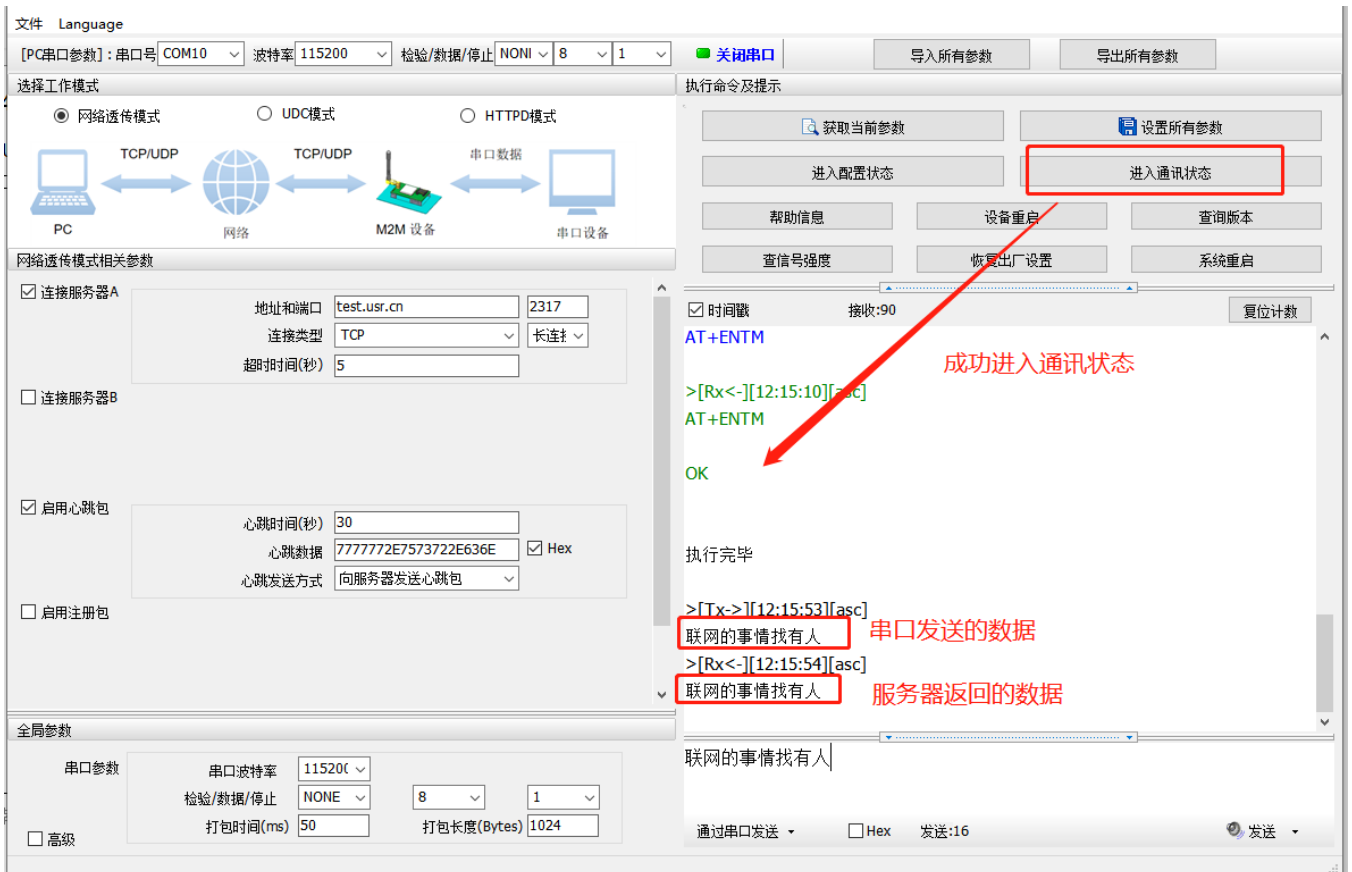 文件 Language
[PC串口参数]：串口号 COM10 波特率 115200 检验/数据/停止 NONI 8 1 关闭串口 导入所有参数 导出所有参数
选择工作模式
网络透传模式 UDC模式 HTTPD模式
TCP/UDP TCP/UDP 串口数据
PC 网络 M2M 设备 串口设备
网络透传模式相关参数
连接服务器A
地址和端口 test.usr.cn 2317
连接类型 TCP 长连接
超时时间(秒) 5
连接服务器B
启用心跳包
心跳时间(秒) 30
心跳数据 7777772E7573722E636E Hex
心跳发送方式 向服务器发送心跳包
启用注册包
全局参数
串口参数 串口波特率 11520(
检验/数据/停止 NONE 8 1
打包时间(ms) 50 打包长度(Bytes) 1024
高级
执行命令及提示
获取当前参数 设置所有参数
进入配置状态 进入通讯状态
帮助信息 设备重启 查询版本
查信号强度 恢复出厂设置 系统重启
时间戳 接收:90 复位计数
AT+ENTM
成功进入通讯状态
>[Rx<-][12:15:10][asc]
AT+ENTM
OK
执行完毕
>[Tx->][12:15:53][asc]
联网的事情找有人 串口发送的数据
>[Rx<-][12:15:54][asc]
联网的事情找有人 服务器返回的数据
联网的事情找有人
通过串口发送 Hex 发送:16 发送